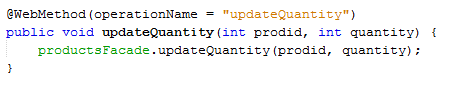 @WebMethod(operationName = "updateQuantity")
public void updateQuantity(int prodid, int quantity) {
    productsFacade.updateQuantity(prodid, quantity);
}